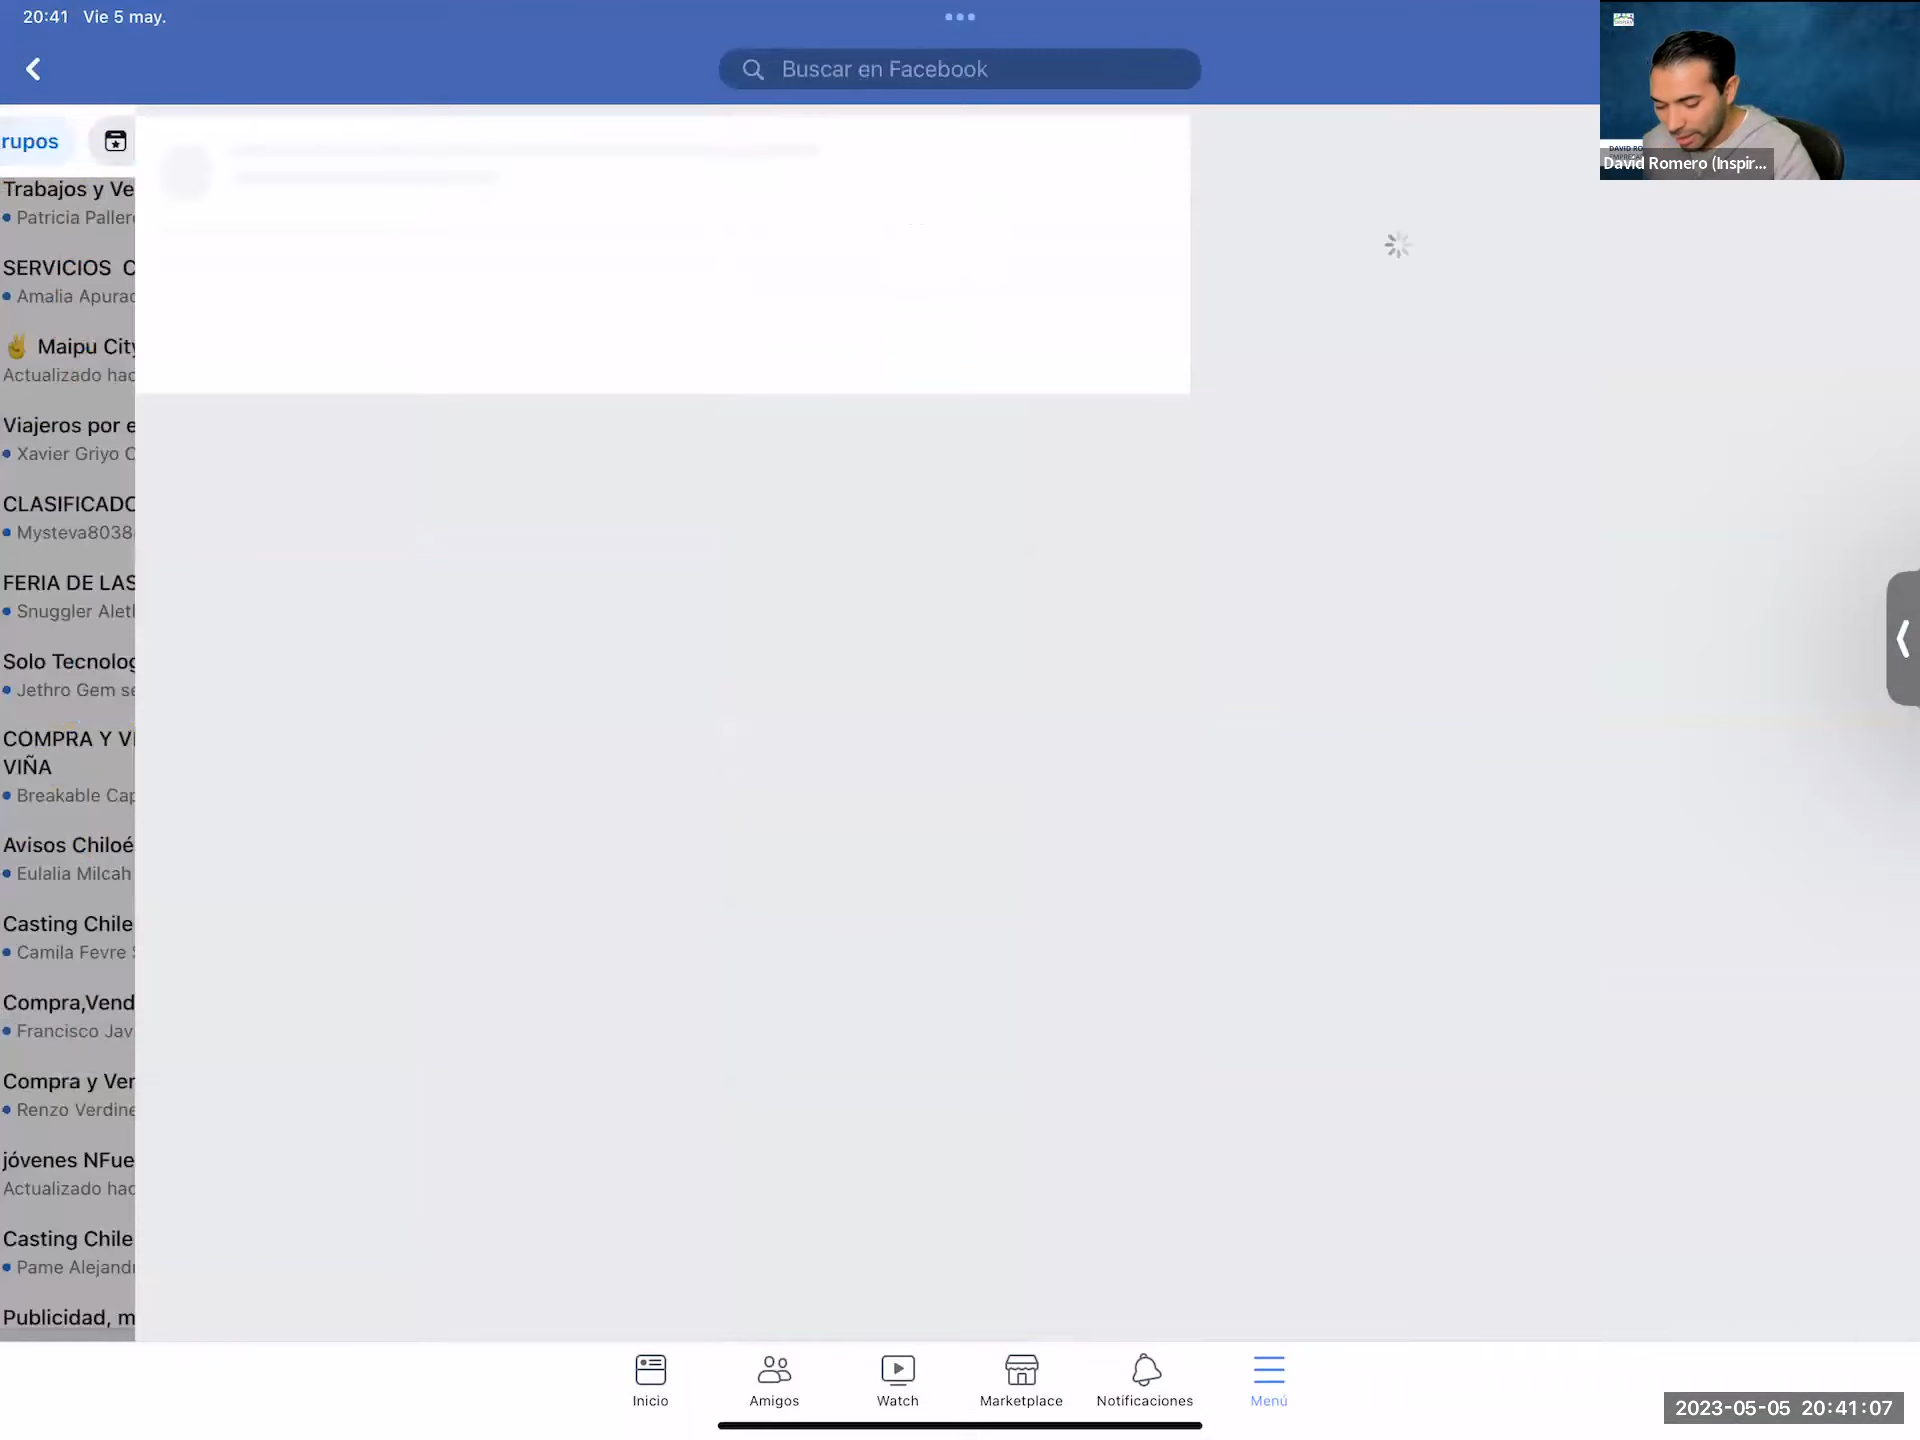 20:41 Vie 5 may.
Buscar en Facebook
rupos
Trabajos y Ve
Patricia Paller
SERVICIOS C
Amalia Apurac
✌ Maipu City
Actualizado hac
Viajeros por e
Xavier Griyo C
CLASIFICADO
Mysteva8038
FERIA DE LAS
Snuggler Alet
Solo Tecnolog
Jethro Gem se
COMPRA Y V
VIÑA
Breakable Cap
Avisos Chiloé
Eulalia Milcah
Casting Chile
Camila Fevre
Compra,Vend
Francisco Jav
Compra y Ver
Renzo Verdine
jóvenes NFue
Actualizado hac
Casting Chile
Pame Alejand
Publicidad, m
Inicio
Amigos
Watch
Marketplace
Notificaciones
Menú
DAVID RO
David Romero (Inspir...
2023-05-05 20:41:07